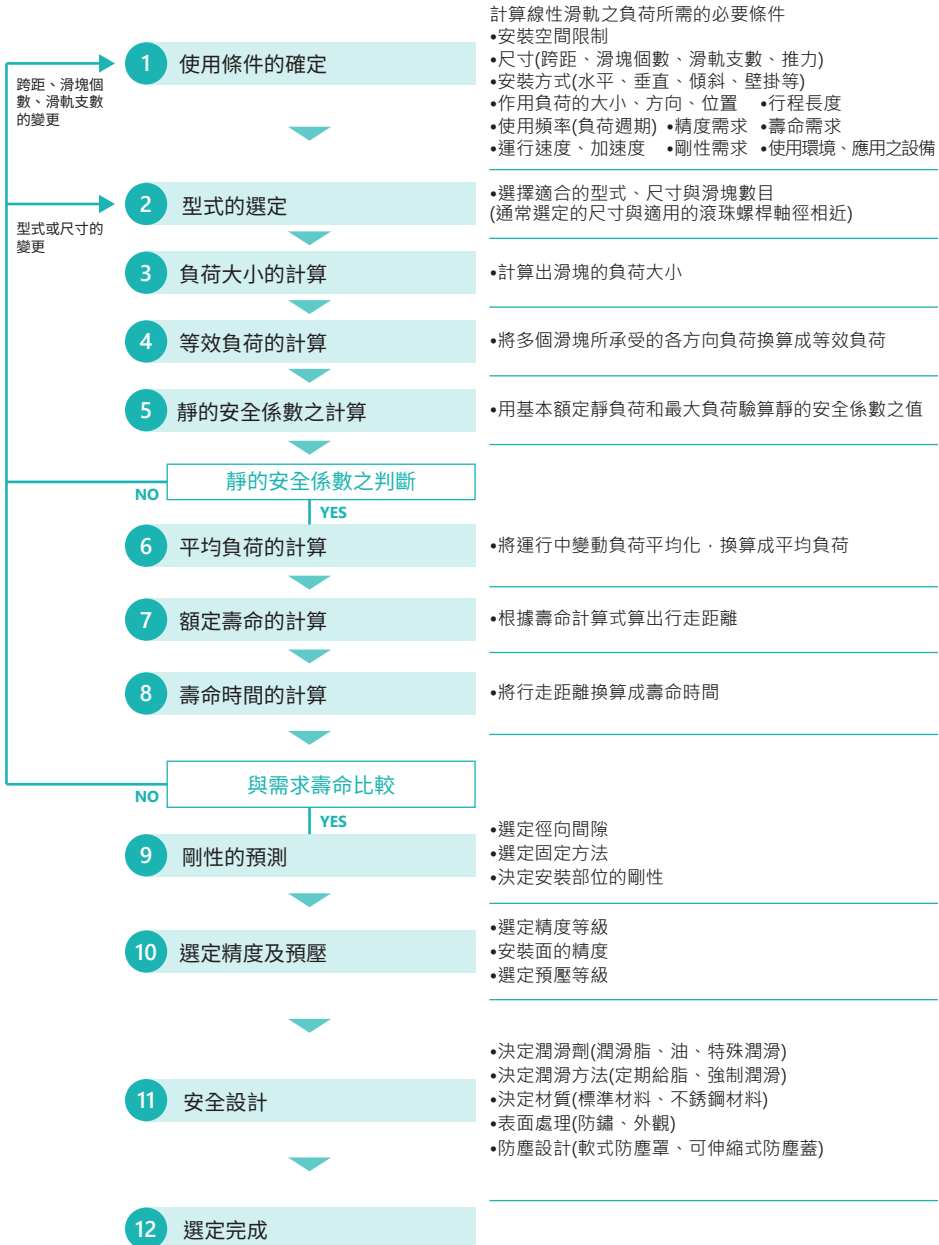 計算線性滑軌之負荷所需的必要條件
•安裝空間限制
1 使用條件的確定
•尺寸(跨距、滑塊個數、滑軌支數、推力)
•安裝方式(水平、垂直、傾斜、壁掛等)
跨距、滑塊個
數、滑軌支數
的變更
•作用負荷的大小、方向、位置 •行程長度
•使用頻率(負荷週期) •精度需求 •壽命需求
•運行速度、加速度 •剛性需求 •使用環境、應用之設備
2 型式的選定
•選擇適合的型式、尺寸與滑塊數目
(通常選定的尺寸與適用的滾珠螺桿軸徑相近)
型式或尺寸的
變更
3 負荷大小的計算
•計算出滑塊的負荷大小
4 等效負荷的計算
•將多個滑塊所承受的各方向負荷換算成等效負荷
5 靜的安全係數之計算
•用基本額定靜負荷和最大負荷驗算靜的安全係數之值
靜的安全係數之判斷
NO
YES
6 平均負荷的計算
•將運行中變動負荷平均化，換算成平均負荷
7 額定壽命的計算
•根據壽命計算式算出行走距離
8 壽命時間的計算
•將行走距離換算成壽命時間
與需求壽命比較
NO
YES
9 剛性的預測
•選定徑向間隙
•選定固定方法
•決定安裝部位的剛性
10 選定精度及預壓
•選定精度等級
•安裝面的精度
•選定預壓等級
11 安全設計
•決定潤滑劑(潤滑脂、油、特殊潤滑)
•決定潤滑方法(定期給脂、強制潤滑)
•決定材質(標準材料、不銹鋼材料)
•表面處理(防鏽、外觀)
•防塵設計(軟式防塵罩、可伸縮式防塵蓋)
12 選定完成